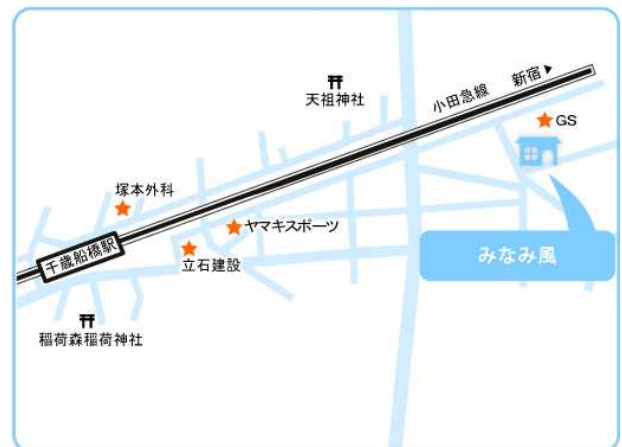 新宿▶
小田急線
天祖神社
GS
塚本外科
ヤマキスポーツ
みなみ風
千歳船橋駅
立石建設
稲荷森稲荷神社